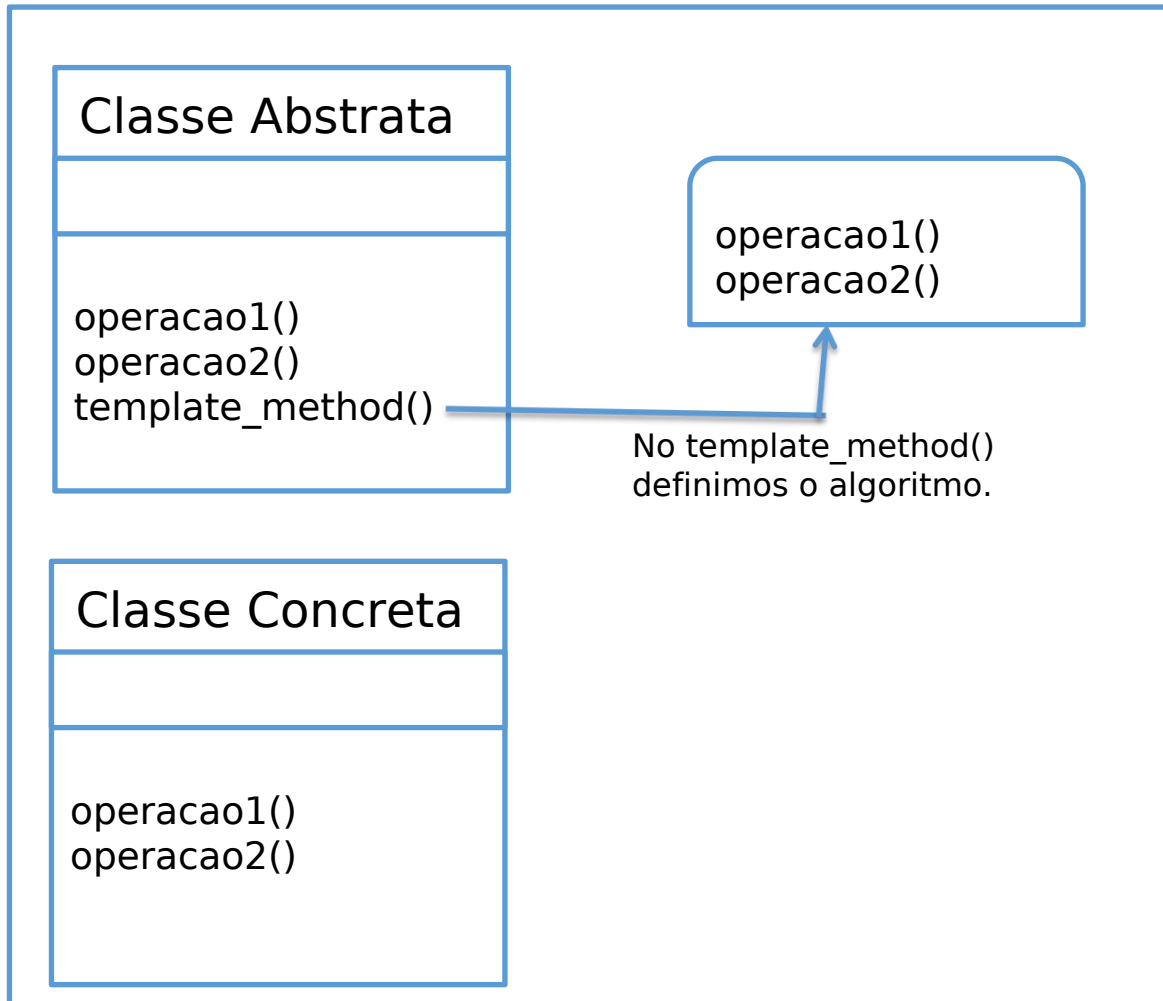 Classe Abstrata
operacao1()
operacao2()
template_method()
operacao1()
operacao2()
No template_method()
definimos o algoritmo.
Classe Concreta
operacao1()
operacao2()